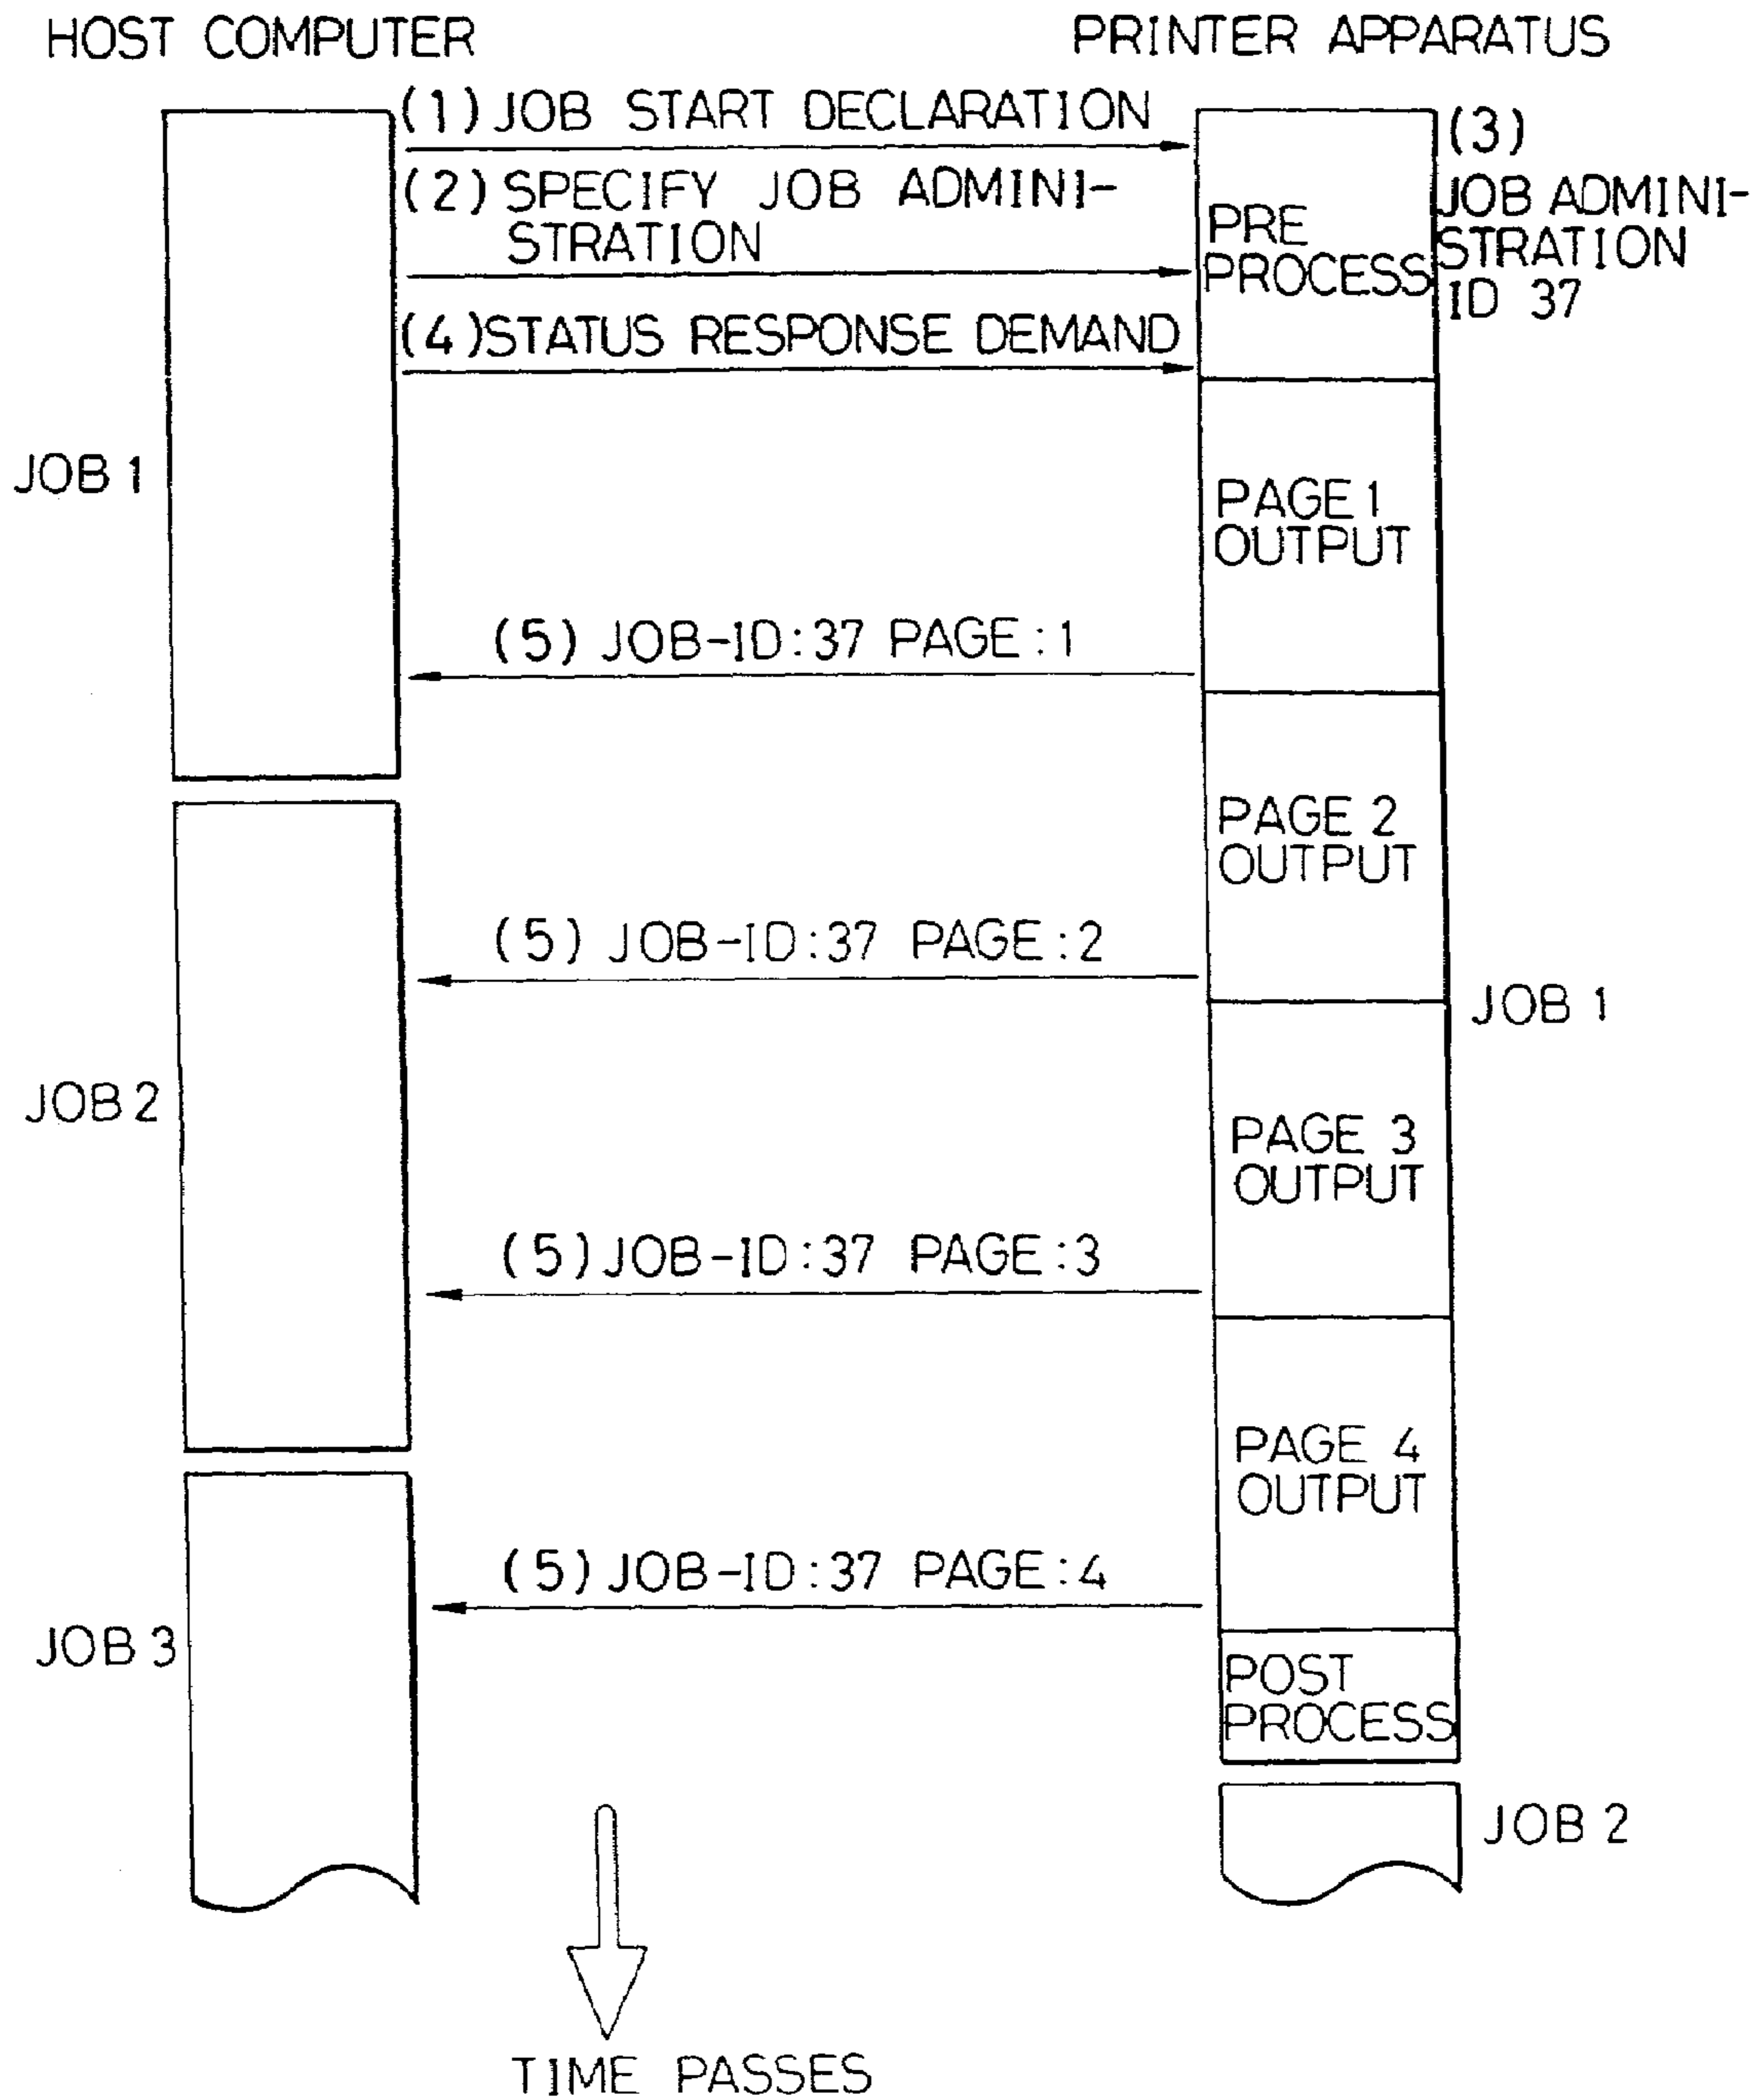 HOST COMPUTER
PRINTER APPARATUS
(1) JOB START DECLARATION
(2) SPECIFY JOB ADMINI-
STRATION
(3)
JOB ADMINI-
STRATION
ID 37
PRE
PROCESS
(4) STATUS RESPONSE DEMAND
JOB 1
PAGE 1
OUTPUT
(5) JOB-ID:37 PAGE:1
PAGE 2
OUTPUT
(5) JOB-ID:37 PAGE:2
JOB 1
JOB 2
PAGE 3
OUTPUT
(5) JOB-ID:37 PAGE:3
PAGE 4
OUTPUT
(5) JOB-ID:37 PAGE:4
JOB 3
POST
PROCESS
JOB 2
TIME PASSES